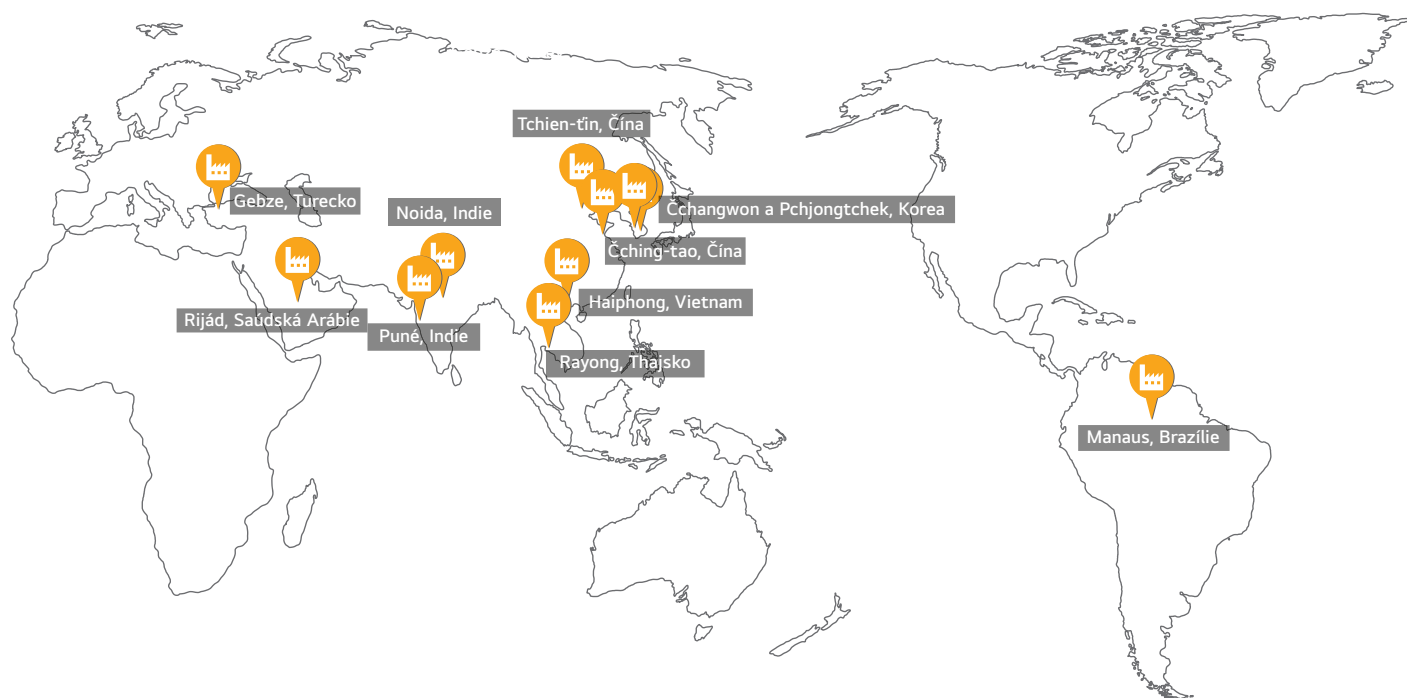 Tchien-ťin, Čína
Gebze, Turecko
Noida, Indie
Čchangwon a Pchjongtchek, Korea
Čching-tao, Čína
Haiphong, Vietnam
Rijád, Saúdská Arábie
Puné, Indie
Rayong, Thajsko
Manaus, Brazílie